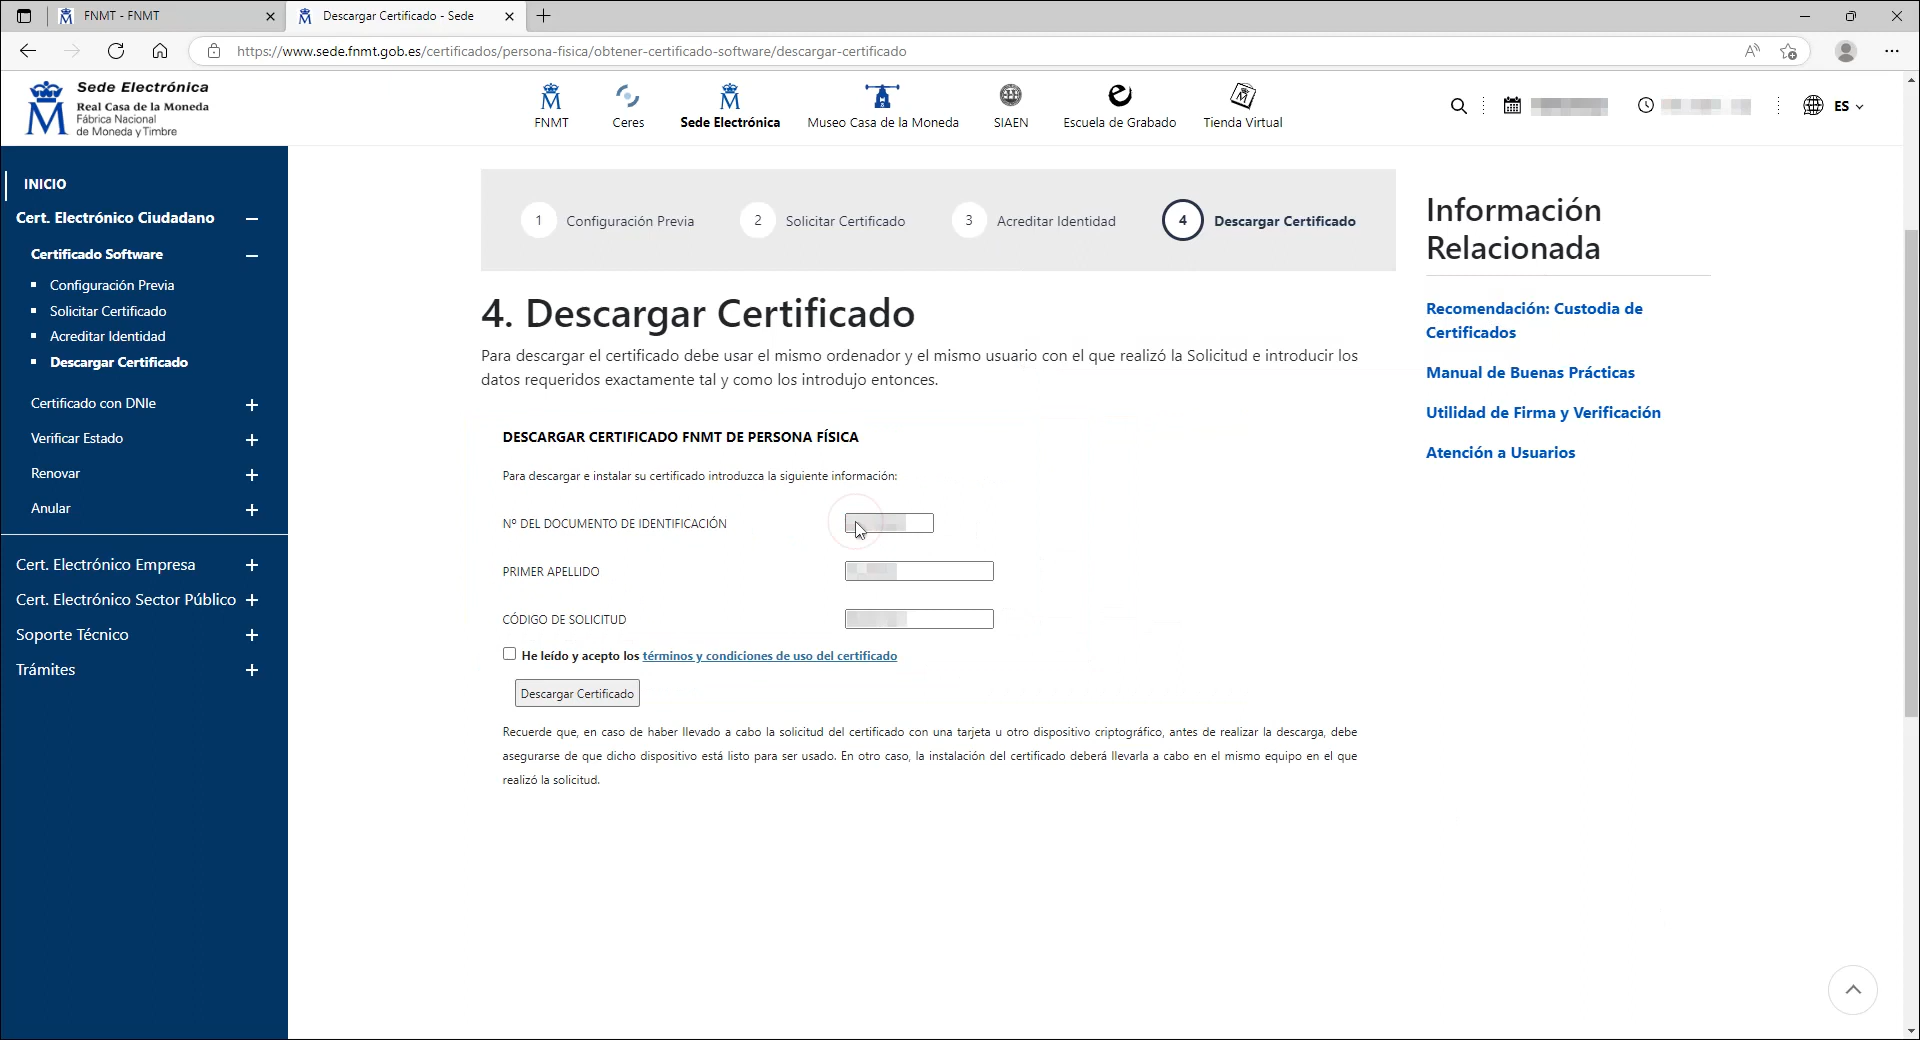 FNMT - FNMT
Descargar Certificado - Sede
https://www.sede.fnmt.gob.es/certificados/persona-fisica/obtener-certificado-software/descargar-certificado
Sede Electrónica
Real Casa de la Moneda
Fábrica Nacional
de Moneda y Timbre
FNMT
Ceres
Sede Electrónica
Museo Casa de la Moneda
SIAEN
Escuela de Grabado
Tienda Virtual
ES
INICIO
Cert. Electrónico Ciudadano
Certificado Software
Configuración Previa
Solicitar Certificado
Acreditar Identidad
Descargar Certificado
Certificado con DNIe
Verificar Estado
Renovar
Anular
Cert. Electrónico Empresa
Cert. Electrónico Sector Público
Soporte Técnico
Trámites
1 Configuración Previa
2 Solicitar Certificado
3 Acreditar Identidad
4 Descargar Certificado
4. Descargar Certificado
Para descargar el certificado debe usar el mismo ordenador y el mismo usuario con el que realizó la Solicitud e introducir los
datos requeridos exactamente tal y como los introdujo entonces.
DESCARGAR CERTIFICADO FNMT DE PERSONA FÍSICA
Para descargar e instalar su certificado introduzca la siguiente información:
Nº DEL DOCUMENTO DE IDENTIFICACIÓN
PRIMER APELLIDO
CÓDIGO DE SOLICITUD
He leído y acepto los términos y condiciones de uso del certificado
Descargar Certificado
Recuerde que, en caso de haber llevado a cabo la solicitud del certificado con una tarjeta u otro dispositivo criptográfico, antes de realizar la descarga, debe
asegurarse de que dicho dispositivo está listo para ser usado. En otro caso, la instalación del certificado deberá llevarla a cabo en el mismo equipo en el que
realizó la solicitud.
Información
Relacionada
Recomendación: Custodia de
Certificados
Manual de Buenas Prácticas
Utilidad de Firma y Verificación
Atención a Usuarios